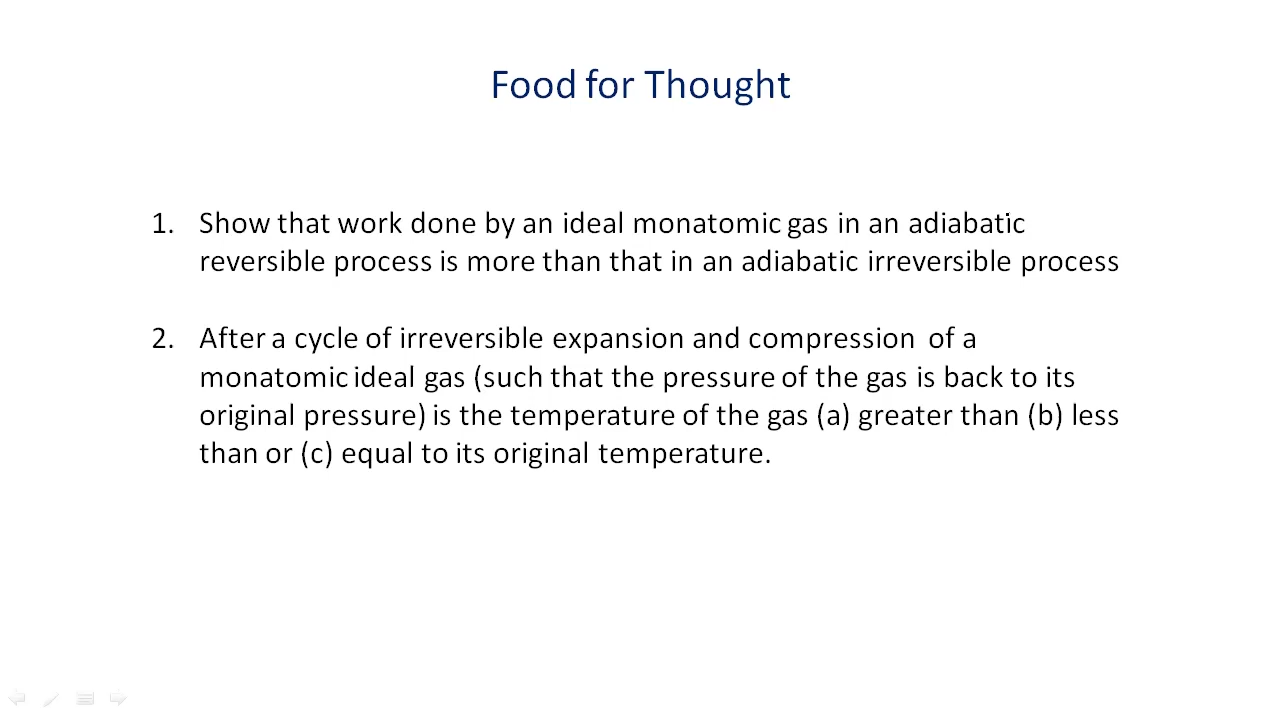 Food for Thought
1. Show that work done by an ideal monatomic gas in an adiabatic
reversible process is more than that in an adiabatic irreversible process
2. After a cycle of irreversible expansion and compression of a
monatomic ideal gas (such that the pressure of the gas is back to its
original pressure) is the temperature of the gas (a) greater than (b) less
than or (c) equal to its original temperature.